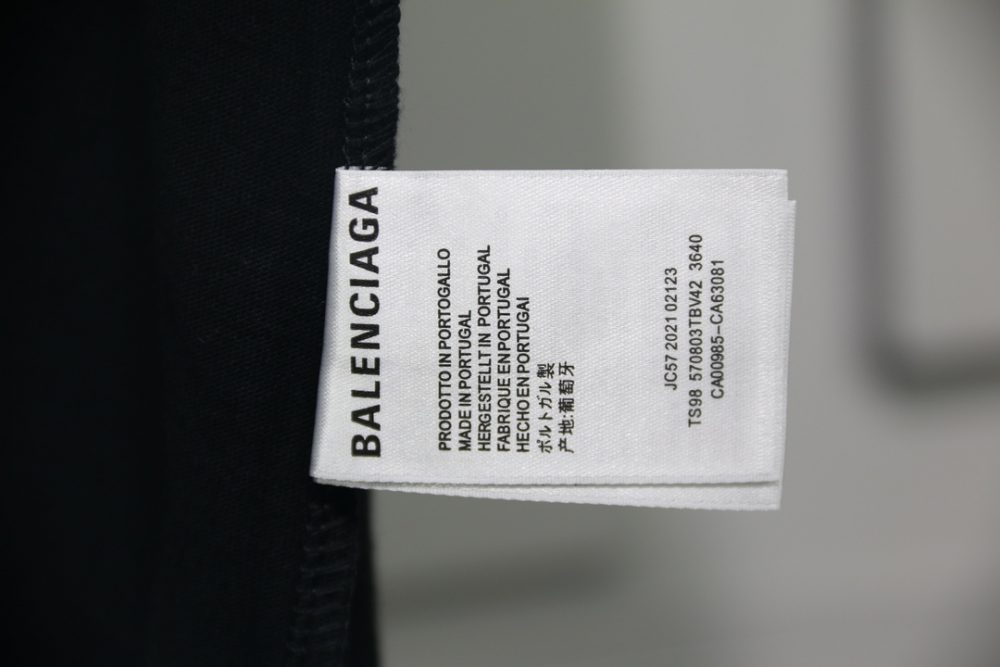 BALENCIAGA
PRODOTTO IN PORTOGALLO
MADE IN PORTUGAL
HERGESTELLT IN PORTUGAL
FABRIQUE EN PORTUGAL
HECHO EN PORTUGAI
ポルトガル製
产地:葡萄牙
JC57 2021 02123
TS98 570803TBV42 3640
CA00985-CA63081